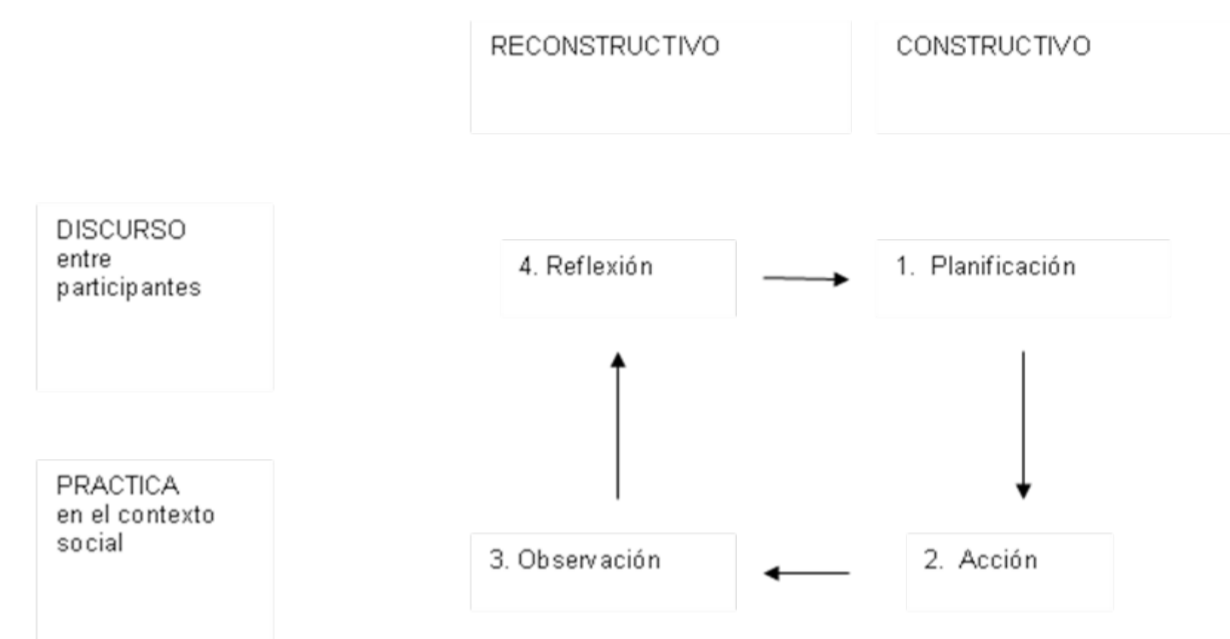 RECONSTRUCTIVO
CONSTRUCTIVO
DISCURSO
entre
participantes
4. Reflexión
1. Planificación
PRACTICA
en el contexto
social
3. Observación
2. Acción